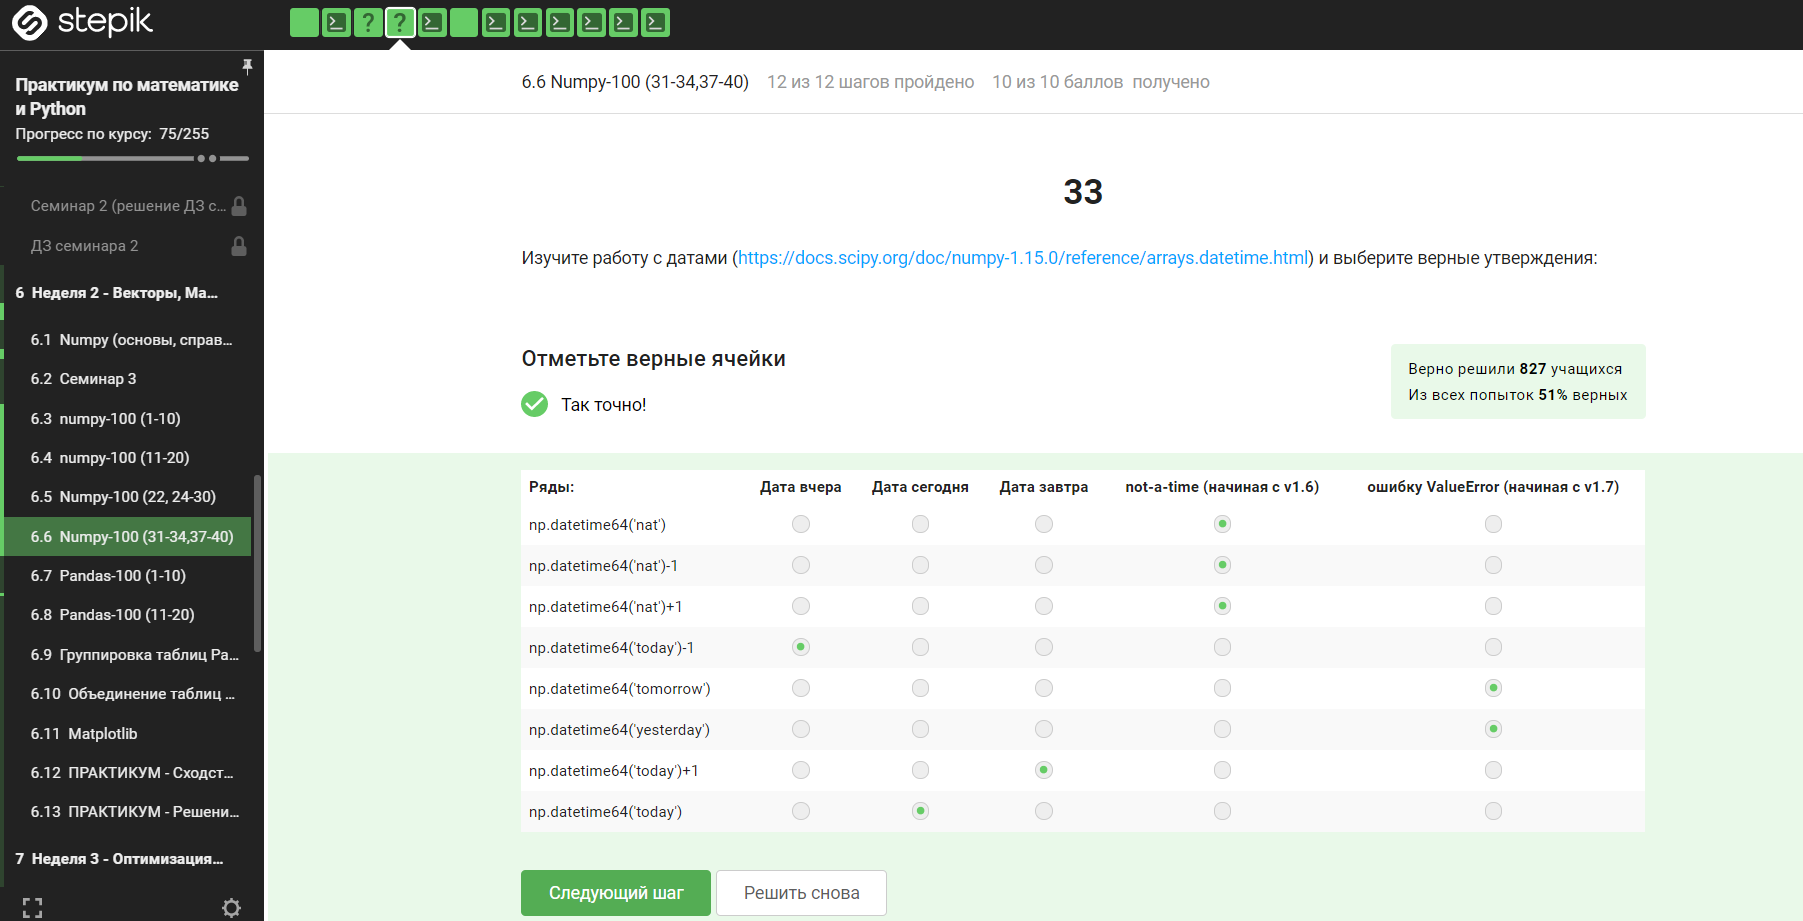 stepik
? ?
Практикум по математике
и Python
Прогресс по курсу: 75/255
Семинар 2 (решение ДЗ с...
ДЗ семинара 2
6 Неделя 2 - Векторы, Ма...
6.1 Numpy (основы, справ...
6.2 Семинар 3
6.3 numpy-100 (1-10)
6.4 numpy-100 (11-20)
6.5 Numpy-100 (22, 24-30)
6.6 Numpy-100 (31-34,37-40)
6.7 Pandas-100 (1-10)
6.8 Pandas-100 (11-20)
6.9 Группировка таблиц Pa...
6.10 Объединение таблиц ...
6.11 Matplotlib
6.12 ПРАКТИКУМ - Сходст...
6.13 ПРАКТИКУМ - Решени...
7 Неделя 3 - Оптимизация...
6.6 Numpy-100 (31-34,37-40) 12 из 12 шагов пройдено 10 из 10 баллов получено
33
Изучите работу с датами (https://docs.scipy.org/doc/numpy-1.15.0/reference/arrays.datetime.html) и выберите верные утверждения:
Отметьте верные ячейки
Так точно!
Верно решили 827 учащихся
Из всех попыток 51% верных
Ряды: Дата вчера Дата сегодня Дата завтра not-a-time (начиная с v1.6) ошибку ValueError (начиная с v1.7)
np.datetime64('nat')
np.datetime64('nat')-1
np.datetime64('nat')+1
np.datetime64('today')-1
np.datetime64('tomorrow')
np.datetime64('yesterday')
np.datetime64('today')+1
np.datetime64('today')
Следующий шаг Решить снова